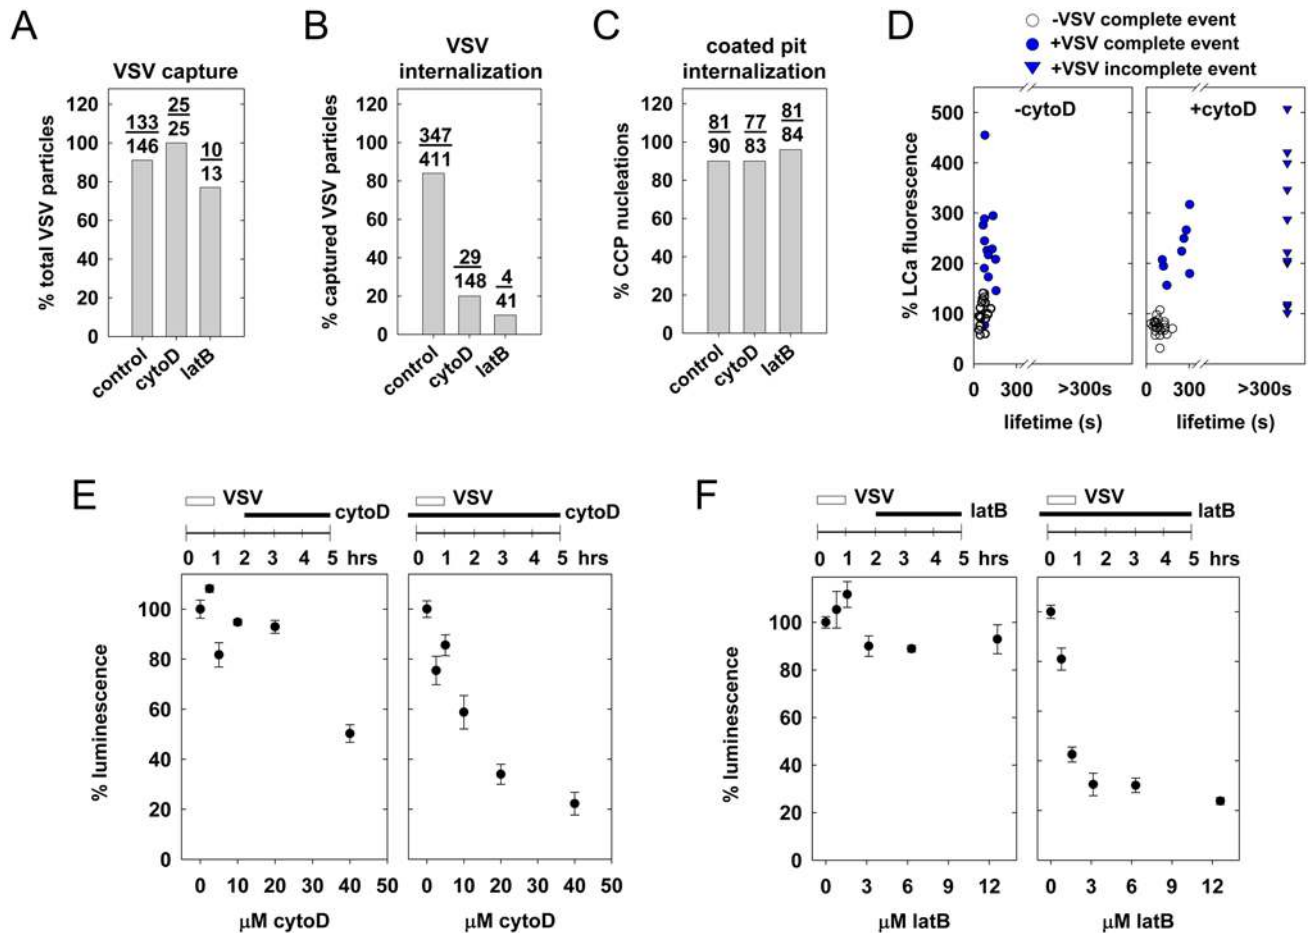 A
VSV capture
% total VSV particles
120
100
80
60
40
20
0
133
146
25
25
10
13
control
cytoD
latB
B
VSV
internalization
% captured VSV particles
120
100
80
60
40
20
0
347
411
29
148
4
41
control
cytoD
latB
C
coated pit
internalization
% CCP nucleations
120
100
80
60
40
20
0
81
90
77
83
81
84
control
cytoD
latB
D
-VSV complete event
+VSV complete event
+VSV incomplete event
% LCa fluorescence
500
400
300
200
100
0
-cytoD
0 300 >300s
lifetime (s)
+cytoD
0 300 >300s
lifetime (s)
E
VSV
cytoD
0 1 2 3 4 5 hrs
% luminescence
100
80
60
40
20
0
0 10 20 30 40 50
µM cytoD
VSV
cytoD
0 1 2 3 4 5
0 10 20 30 40 50
µM cytoD
F
VSV
latB
0 1 2 3 4 5 hrs
% luminescence
100
80
60
40
20
0
0 3 6 9 12
µM latB
VSV
latB
0 1 2 3 4 5 hrs
0 3 6 9 12
µM latB